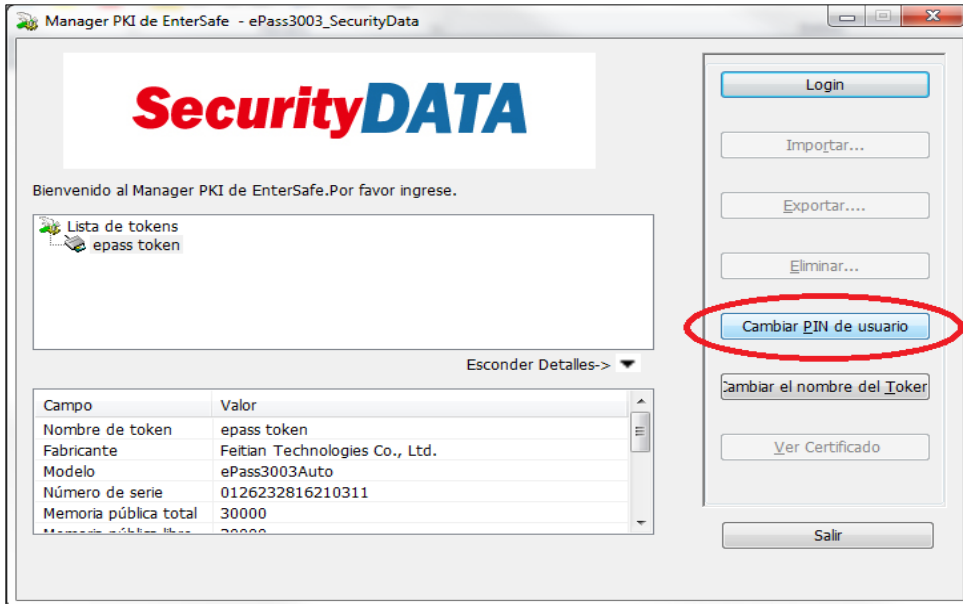 Manager PKI de EnterSafe - ePass3003_SecurityData
SecurityDATA
Bienvenido al Manager PKI de EnterSafe.Por favor ingrese.
Lista de tokens
epass token
Esconder Detalles->
Campo Valor
Nombre de token epass token
Fabricante Feitian Technologies Co., Ltd.
Modelo ePass3003Auto
Número de serie 0126232816210311
Memoria pública total 30000
Login
Importar...
Exportar....
Eliminar...
Cambiar PIN de usuario
Cambiar el nombre del Token
Ver Certificado
Salir